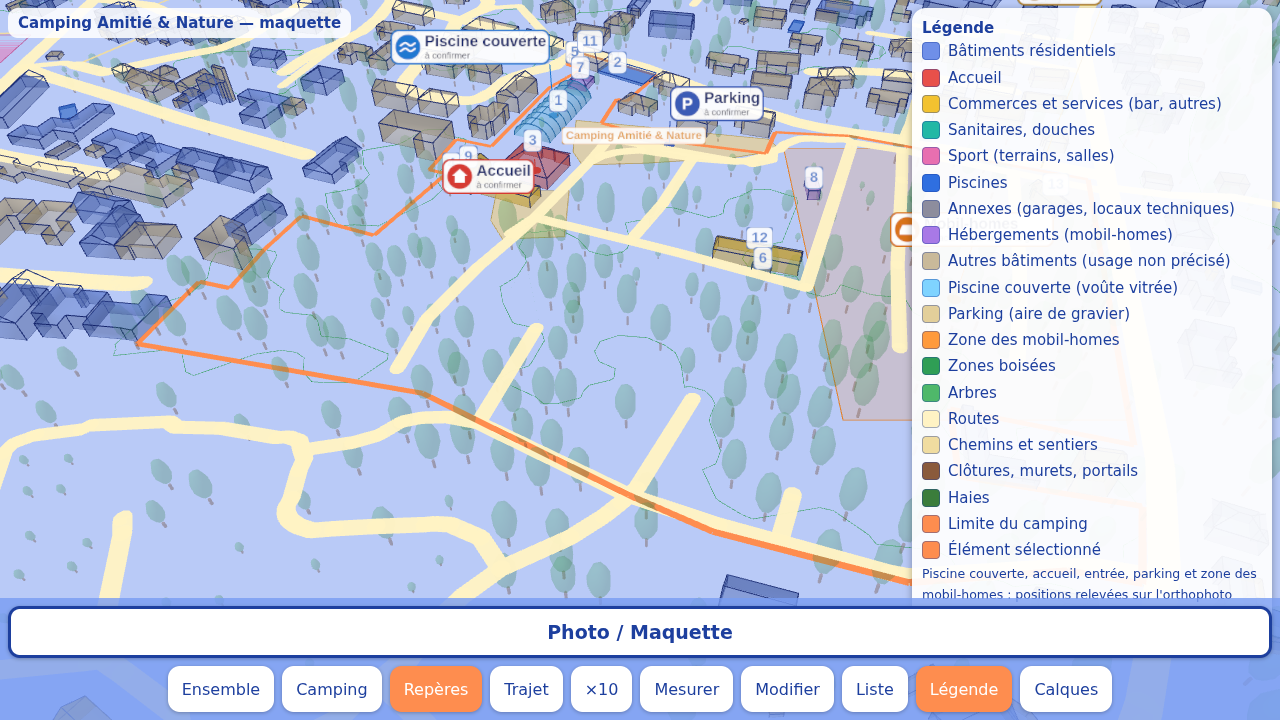 Camping Amitié & Nature — maquette
Piscine couverte
à confirmer
11
5
7
2
1
Parking
à confirmer
Camping Amitié & Nature
3
9
Accueil
à confirmer
8
12
6
Légende
Bâtiments résidentiels
Accueil
Commerces et services (bar, autres)
Sanitaires, douches
Sport (terrains, salles)
Piscines
Annexes (garages, locaux techniques)
Hébergements (mobil-homes)
Autres bâtiments (usage non précisé)
Piscine couverte (voûte vitrée)
Parking (aire de gravier)
Zone des mobil-homes
Zones boisées
Arbres
Routes
Chemins et sentiers
Clôtures, murets, portails
Haies
Limite du camping
Élément sélectionné
Piscine couverte, accueil, entrée, parking et zone des
mobil-homes : positions relevées sur l'orthophoto
Photo / Maquette
Ensemble
Camping
Repères
Trajet
×10
Mesurer
Modifier
Liste
Légende
Calques